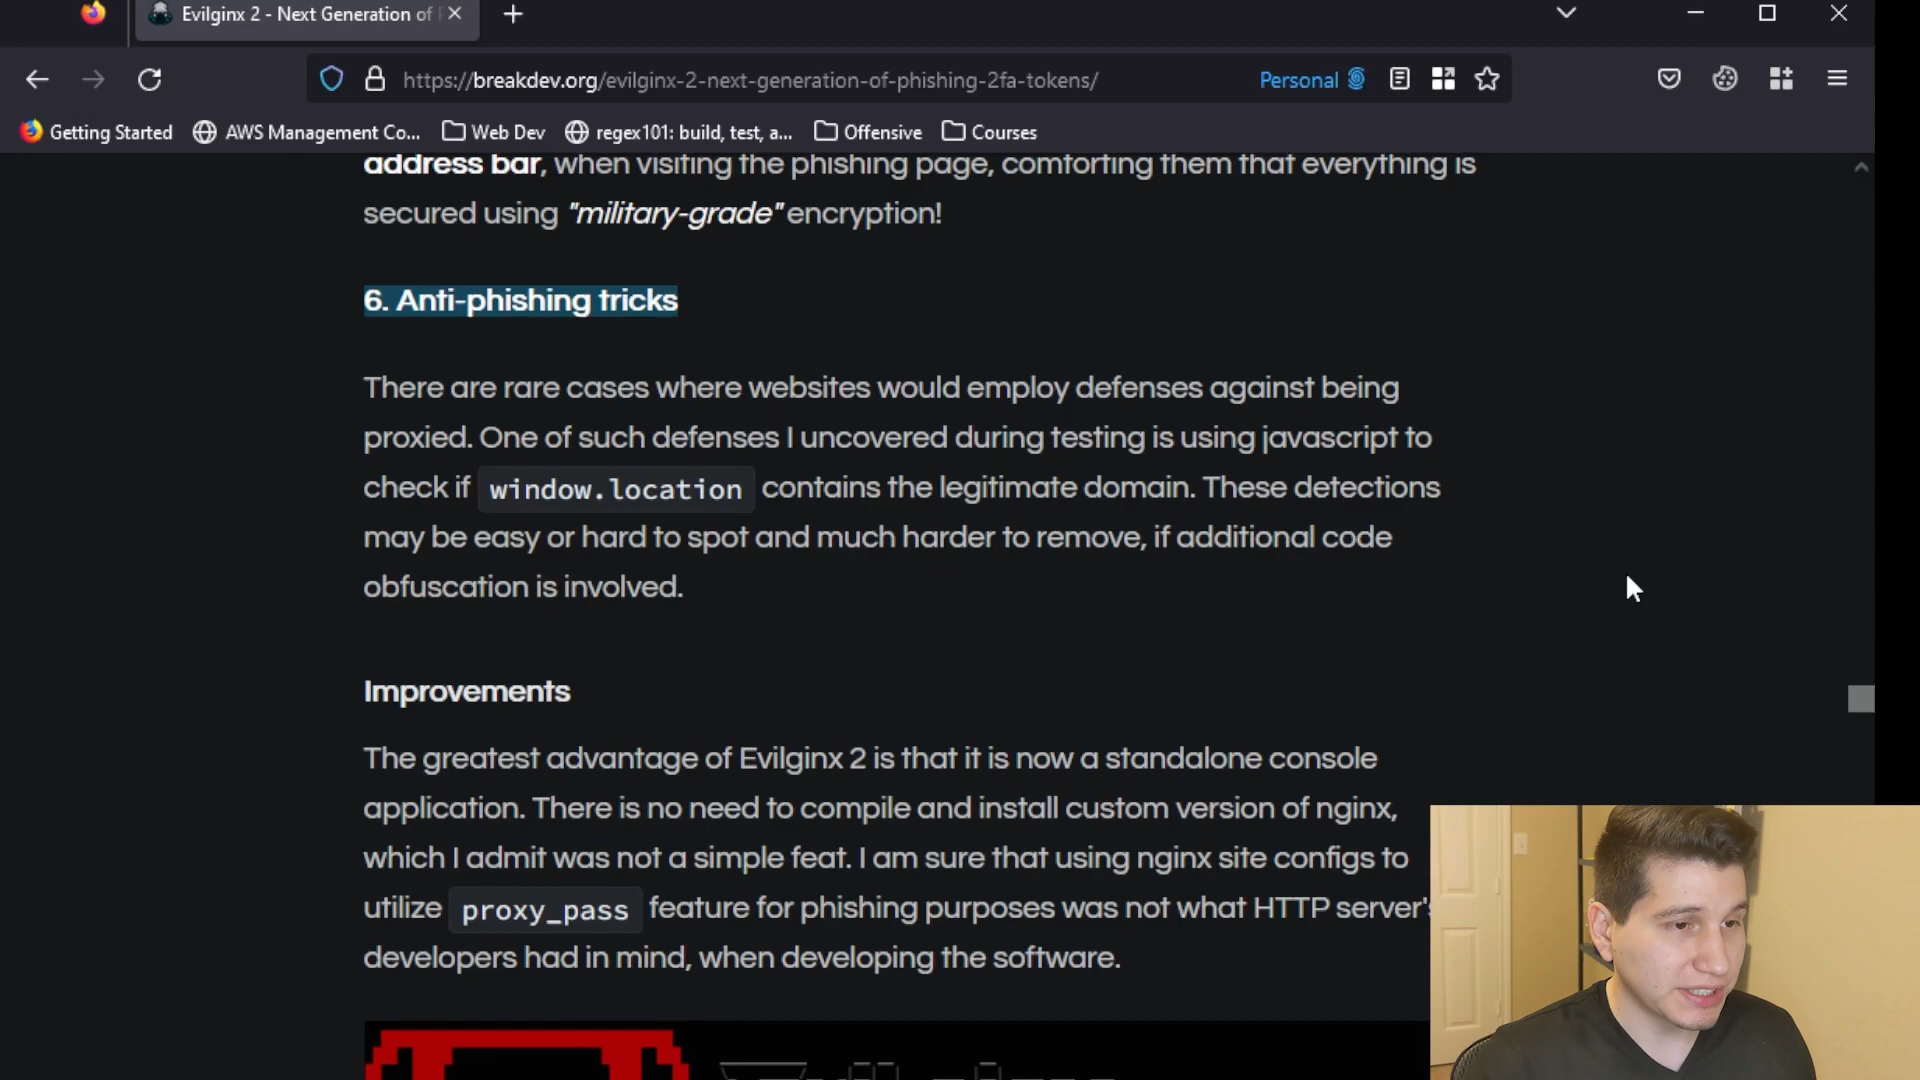 Evilginx 2 - Next Generation of
https://breakdev.org/evilginx-2-next-generation-of-phishing-2fa-tokens/
Personal
Getting Started
AWS Management Co...
Web Dev
regex101: build, test, a...
Offensive
Courses
address bar, when visiting the phishing page, comforting them that everything is
secured using "military-grade" encryption!
6. Anti-phishing tricks
There are rare cases where websites would employ defenses against being
proxied. One of such defenses I uncovered during testing is using javascript to
check if window.location contains the legitimate domain. These detections
may be easy or hard to spot and much harder to remove, if additional code
obfuscation is involved.
Improvements
The greatest advantage of Evilginx 2 is that it is now a standalone console
application. There is no need to compile and install custom version of nginx,
which I admit was not a simple feat. I am sure that using nginx site configs to
utilize proxy_pass feature for phishing purposes was not what HTTP server's
developers had in mind, when developing the software.